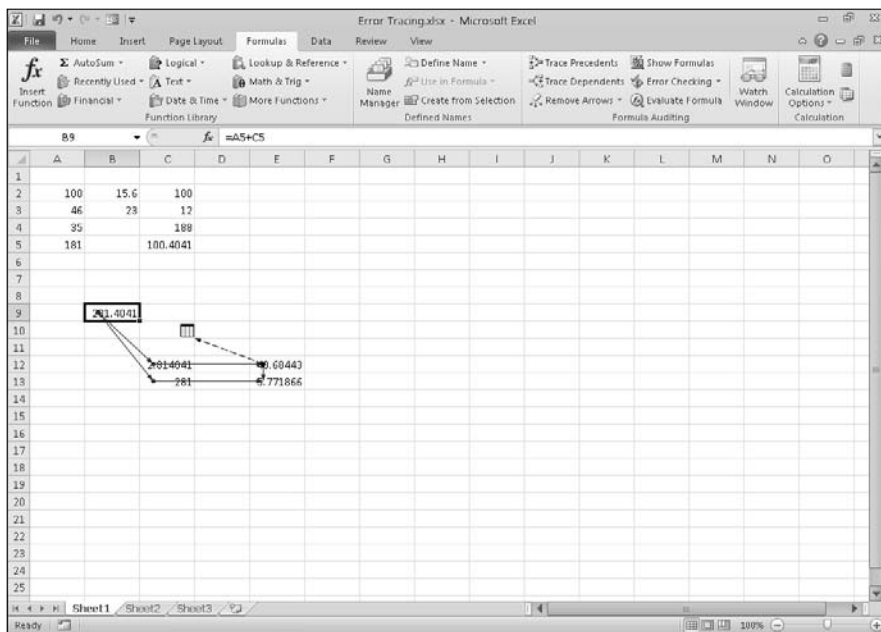 Error Tracing.xlsx - Microsoft Excel
File Home Insert Page Layout Formulas Data Review View
fx Insert Function
Σ AutoSum
Recently Used
Financial
Logical
Text
Date & Time
Lookup & Reference
Math & Trig
More Functions
Function Library
Name Manager
Define Name
Use in Formula
Create from Selection
Defined Names
Trace Precedents
Trace Dependents
Remove Arrows
Show Formulas
Error Checking
Evaluate Formula
Formula Auditing
Watch Window
Calculation Options
Calculation
B9 fx =A5+C5
A B C D E F G H I J K L M N O
1
2 100 15.6 100
3 46 23 12
4 35 188
5 181 100.4041
6
7
8
9 281.4041
10
11
12 2.814041 .68443
13 281 .771866
14
15
16
17
18
19
20
21
22
23
24
25
Sheet1 Sheet2 Sheet3
Ready 100%